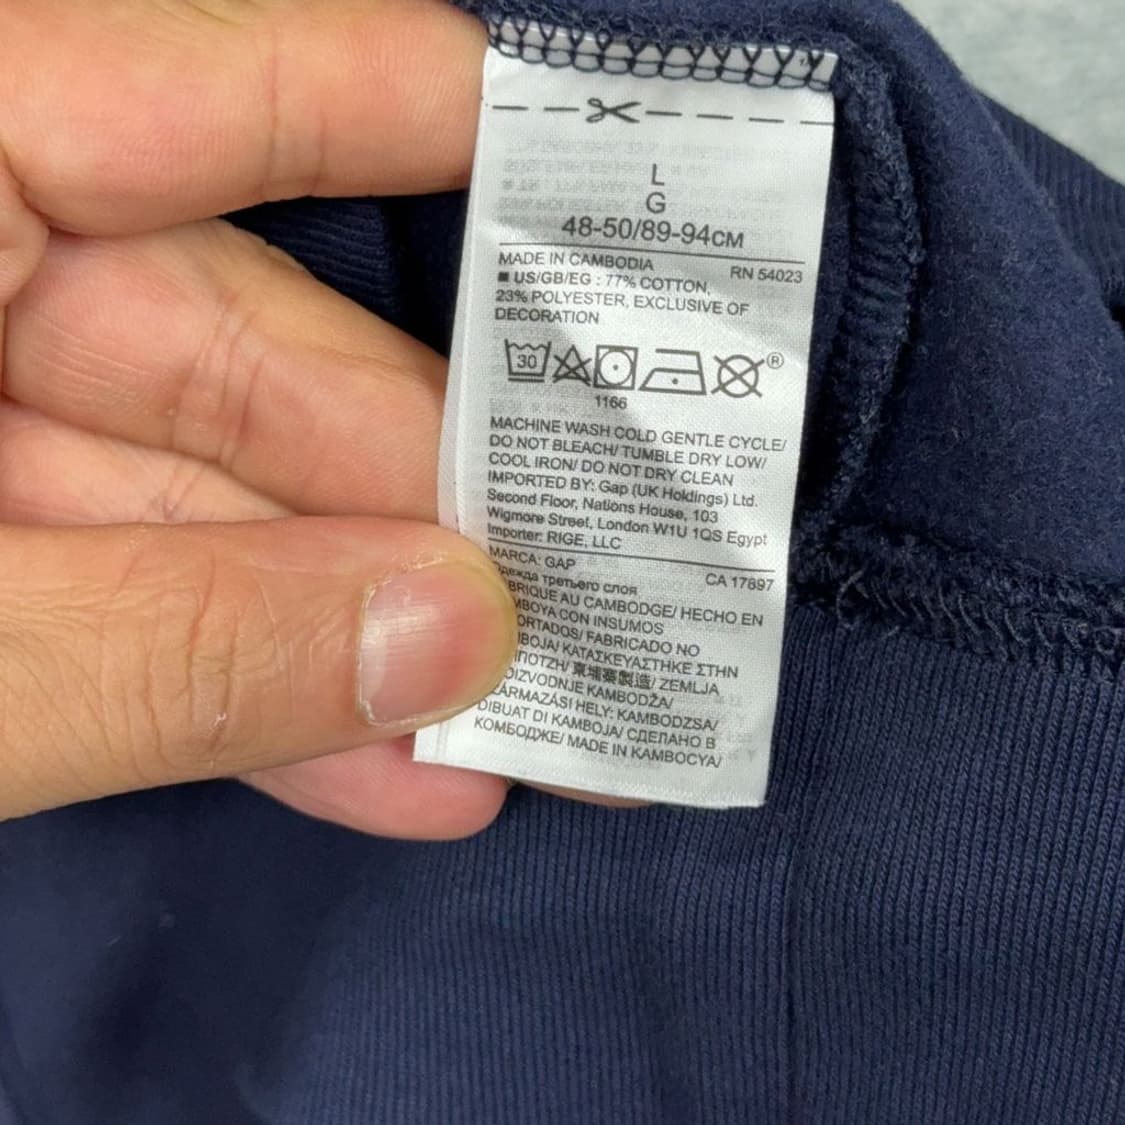 L
G
48-50/89-94CM
MADE IN CAMBODIA RN 54023
■ US/GB/EG : 77% COTTON,
23% POLYESTER, EXCLUSIVE OF
DECORATION
30
®
1166
MACHINE WASH COLD GENTLE CYCLE/
DO NOT BLEACH/ TUMBLE DRY LOW/
COOL IRON/ DO NOT DRY CLEAN
IMPORTED BY: Gap (UK Holdings) Ltd.
Second Floor, Nations House, 103
Wigmore Street, London W1U 1QS Egypt
Importer: RIGE, LLC
MARCA: GAP CA 17897
Одежда третьего слоя
BRIQUE AU CAMBODGE/ HECHO EN
MBOYA CON INSUMOS
ORTADOS/ FABRICADO NO
BOJA/ ΚΑΤΑΣΚΕΥΑΣΤΗΚΕ ΣΤΗΝ
ΠΟΤΖΗ/ 柬埔寨製造/ ZEMLJA
OIZVODNJE KAMBODŽA/
ZÁRMAZÁSI HELY: KAMBODZSA/
DIBUAT DI KAMBOJA/ СДЕЛАНО В
КОМБОДЖЕ/ MADE IN KAMBOCYA/